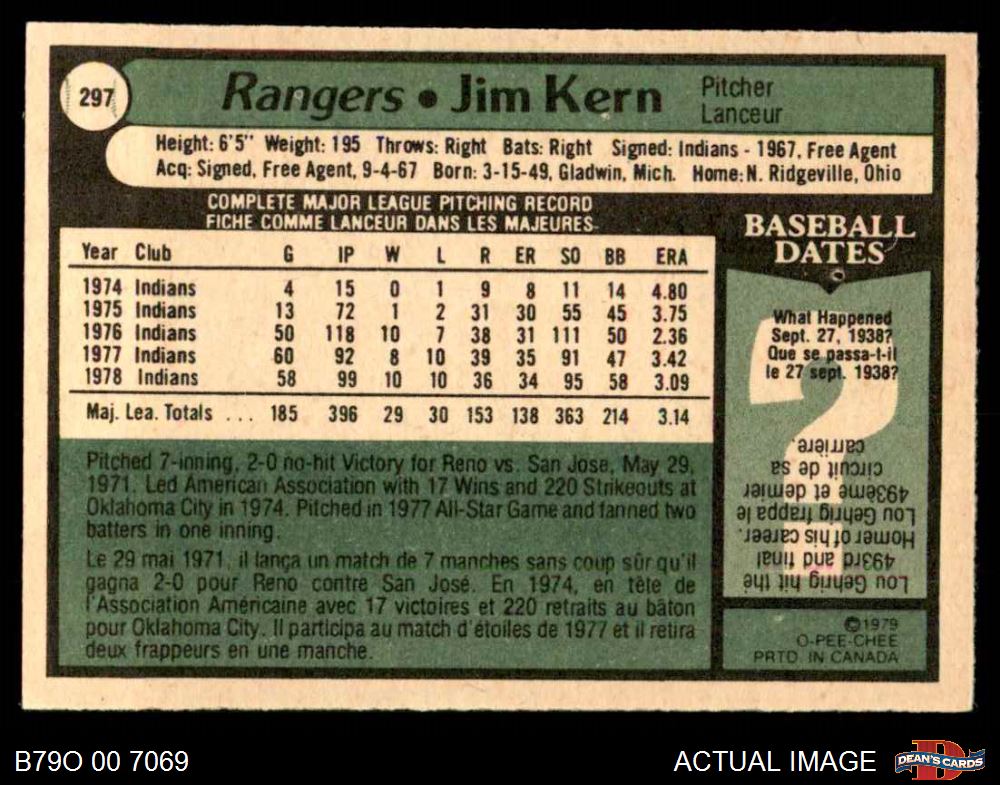 297
Rangers • Jim Kern
Pitcher
Lanceur
Height: 6'5" Weight: 195 Throws: Right Bats: Right Signed: Indians - 1967, Free Agent
Acq: Signed, Free Agent, 9-4-67 Born: 3-15-49, Gladwin, Mich. Home: N. Ridgeville, Ohio
COMPLETE MAJOR LEAGUE PITCHING RECORD
FICHE COMME LANCEUR DANS LES MAJEURES
Year Club G IP W L R ER SO BB ERA
1974 Indians 4 15 0 1 9 8 11 14 4.80
1975 Indians 13 72 1 2 31 30 55 45 3.75
1976 Indians 50 118 10 7 38 31 111 50 2.36
1977 Indians 60 92 8 10 39 35 91 47 3.42
1978 Indians 58 99 10 10 36 34 95 58 3.09
Maj. Lea. Totals ... 185 396 29 30 153 138 363 214 3.14
Pitched 7-inning, 2-0 no-hit Victory for Reno vs. San Jose, May 29,
1971. Led American Association with 17 Wins and 220 Strikeouts at
Oklahoma City in 1974. Pitched in 1977 All-Star Game and fanned two
batters in one inning.
Le 29 mai 1971, il lança un match de 7 manches sans coup sûr qu'il
gagna 2-0 pour Reno contre San José. En 1974, en tête de
l'Association Américaine avec 17 victoires et 220 retraits au bâton
pour Oklahoma City. Il participa au match d'étoiles de 1977 et il retira
deux frappeurs en une manche.
BASEBALL
DATES
What Happened
Sept. 27, 1938?
Que se passa-t-il
le 27 sept. 1938?
Lou Gehrig hit the
493rd and final
Homer of his career.
Lou Gehrig frappa le
493ème et dernier
circuit de sa
carrière.
©1979
O-PEE-CHEE
PRTD. IN CANADA
B79O 00 7069
ACTUAL IMAGE
DEAN'S CARDS